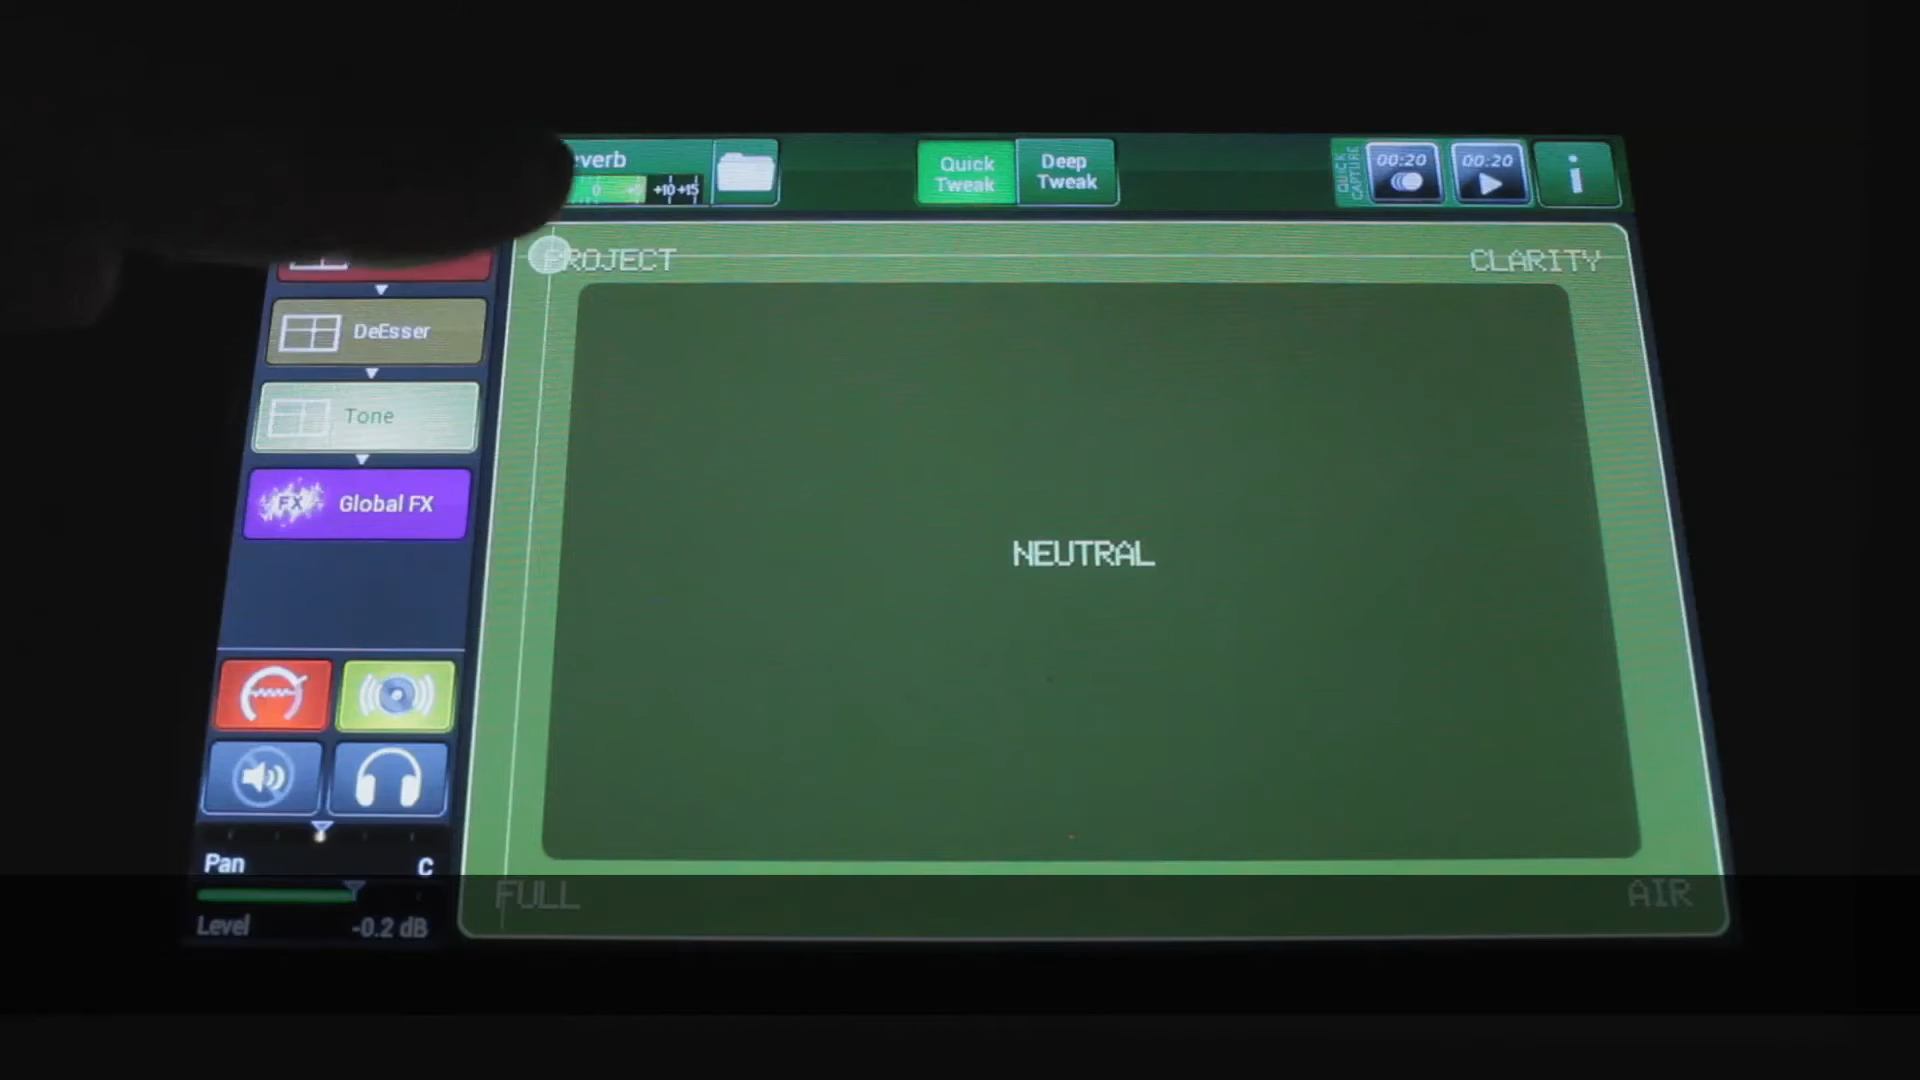 Quick
Tweak
Deep
Tweak
QUICK
CAPTURE
00:20
00:20
i
0
+10 +15
PROJECT
CLARITY
DeEsser
Tone
FX
Global FX
NEUTRAL
Pan
C
FULL
AIR
Level
-0.2 dB